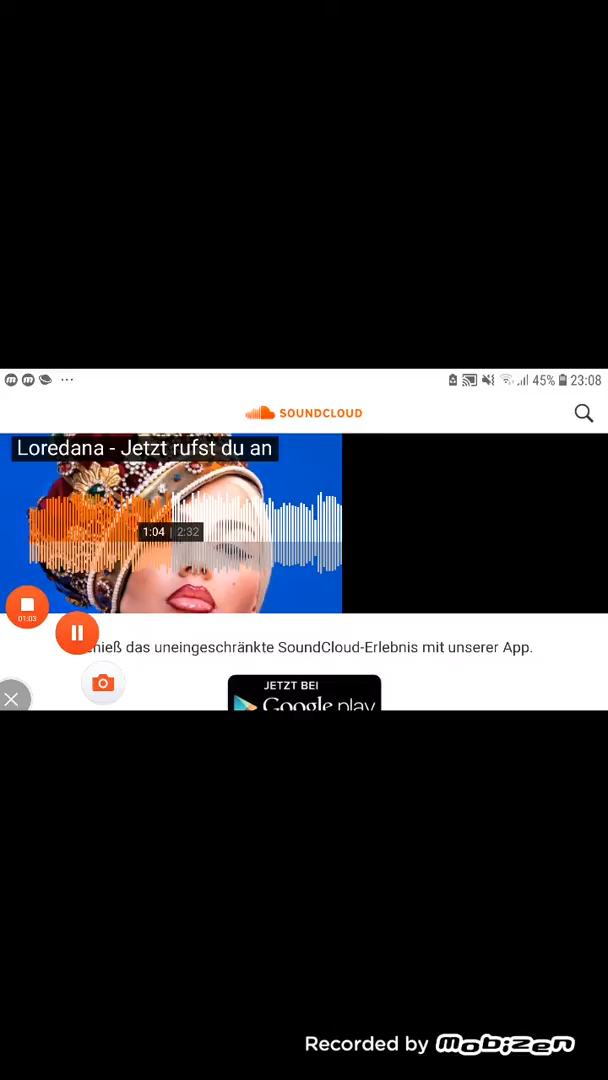 45% 23:08
SOUNDCLOUD
Loredana - Jetzt rufst du an
1:04 | 2:32
01:03
nieß das uneingeschränkte SoundCloud-Erlebnis mit unserer App.
JETZT BEI
Google play
Recorded by mobizen